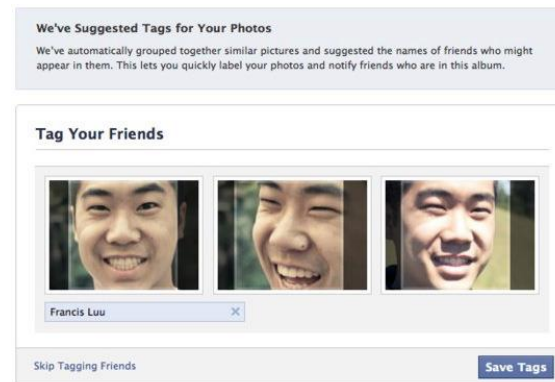 We've Suggested Tags for Your Photos
We've automatically grouped together similar pictures and suggested the names of friends who might
appear in them. This lets you quickly label your photos and notify friends who are in this album.
Tag Your Friends
Francis Luu
Skip Tagging Friends
Save Tags